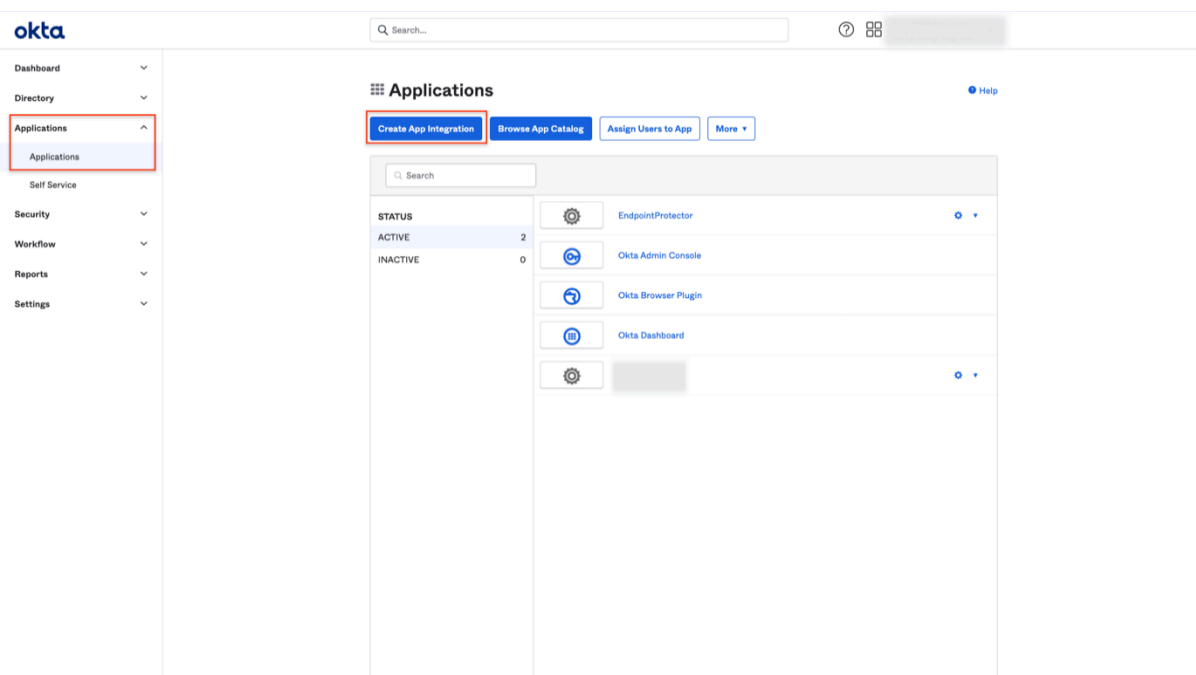 okta
Search...
Dashboard
Directory
Applications
Applications
Self Service
Security
Workflow
Reports
Settings
Applications
Help
Create App Integration
Browse App Catalog
Assign Users to App
More
Search
STATUS
ACTIVE 2
INACTIVE 0
EndpointProtector
Okta Admin Console
Okta Browser Plugin
Okta Dashboard